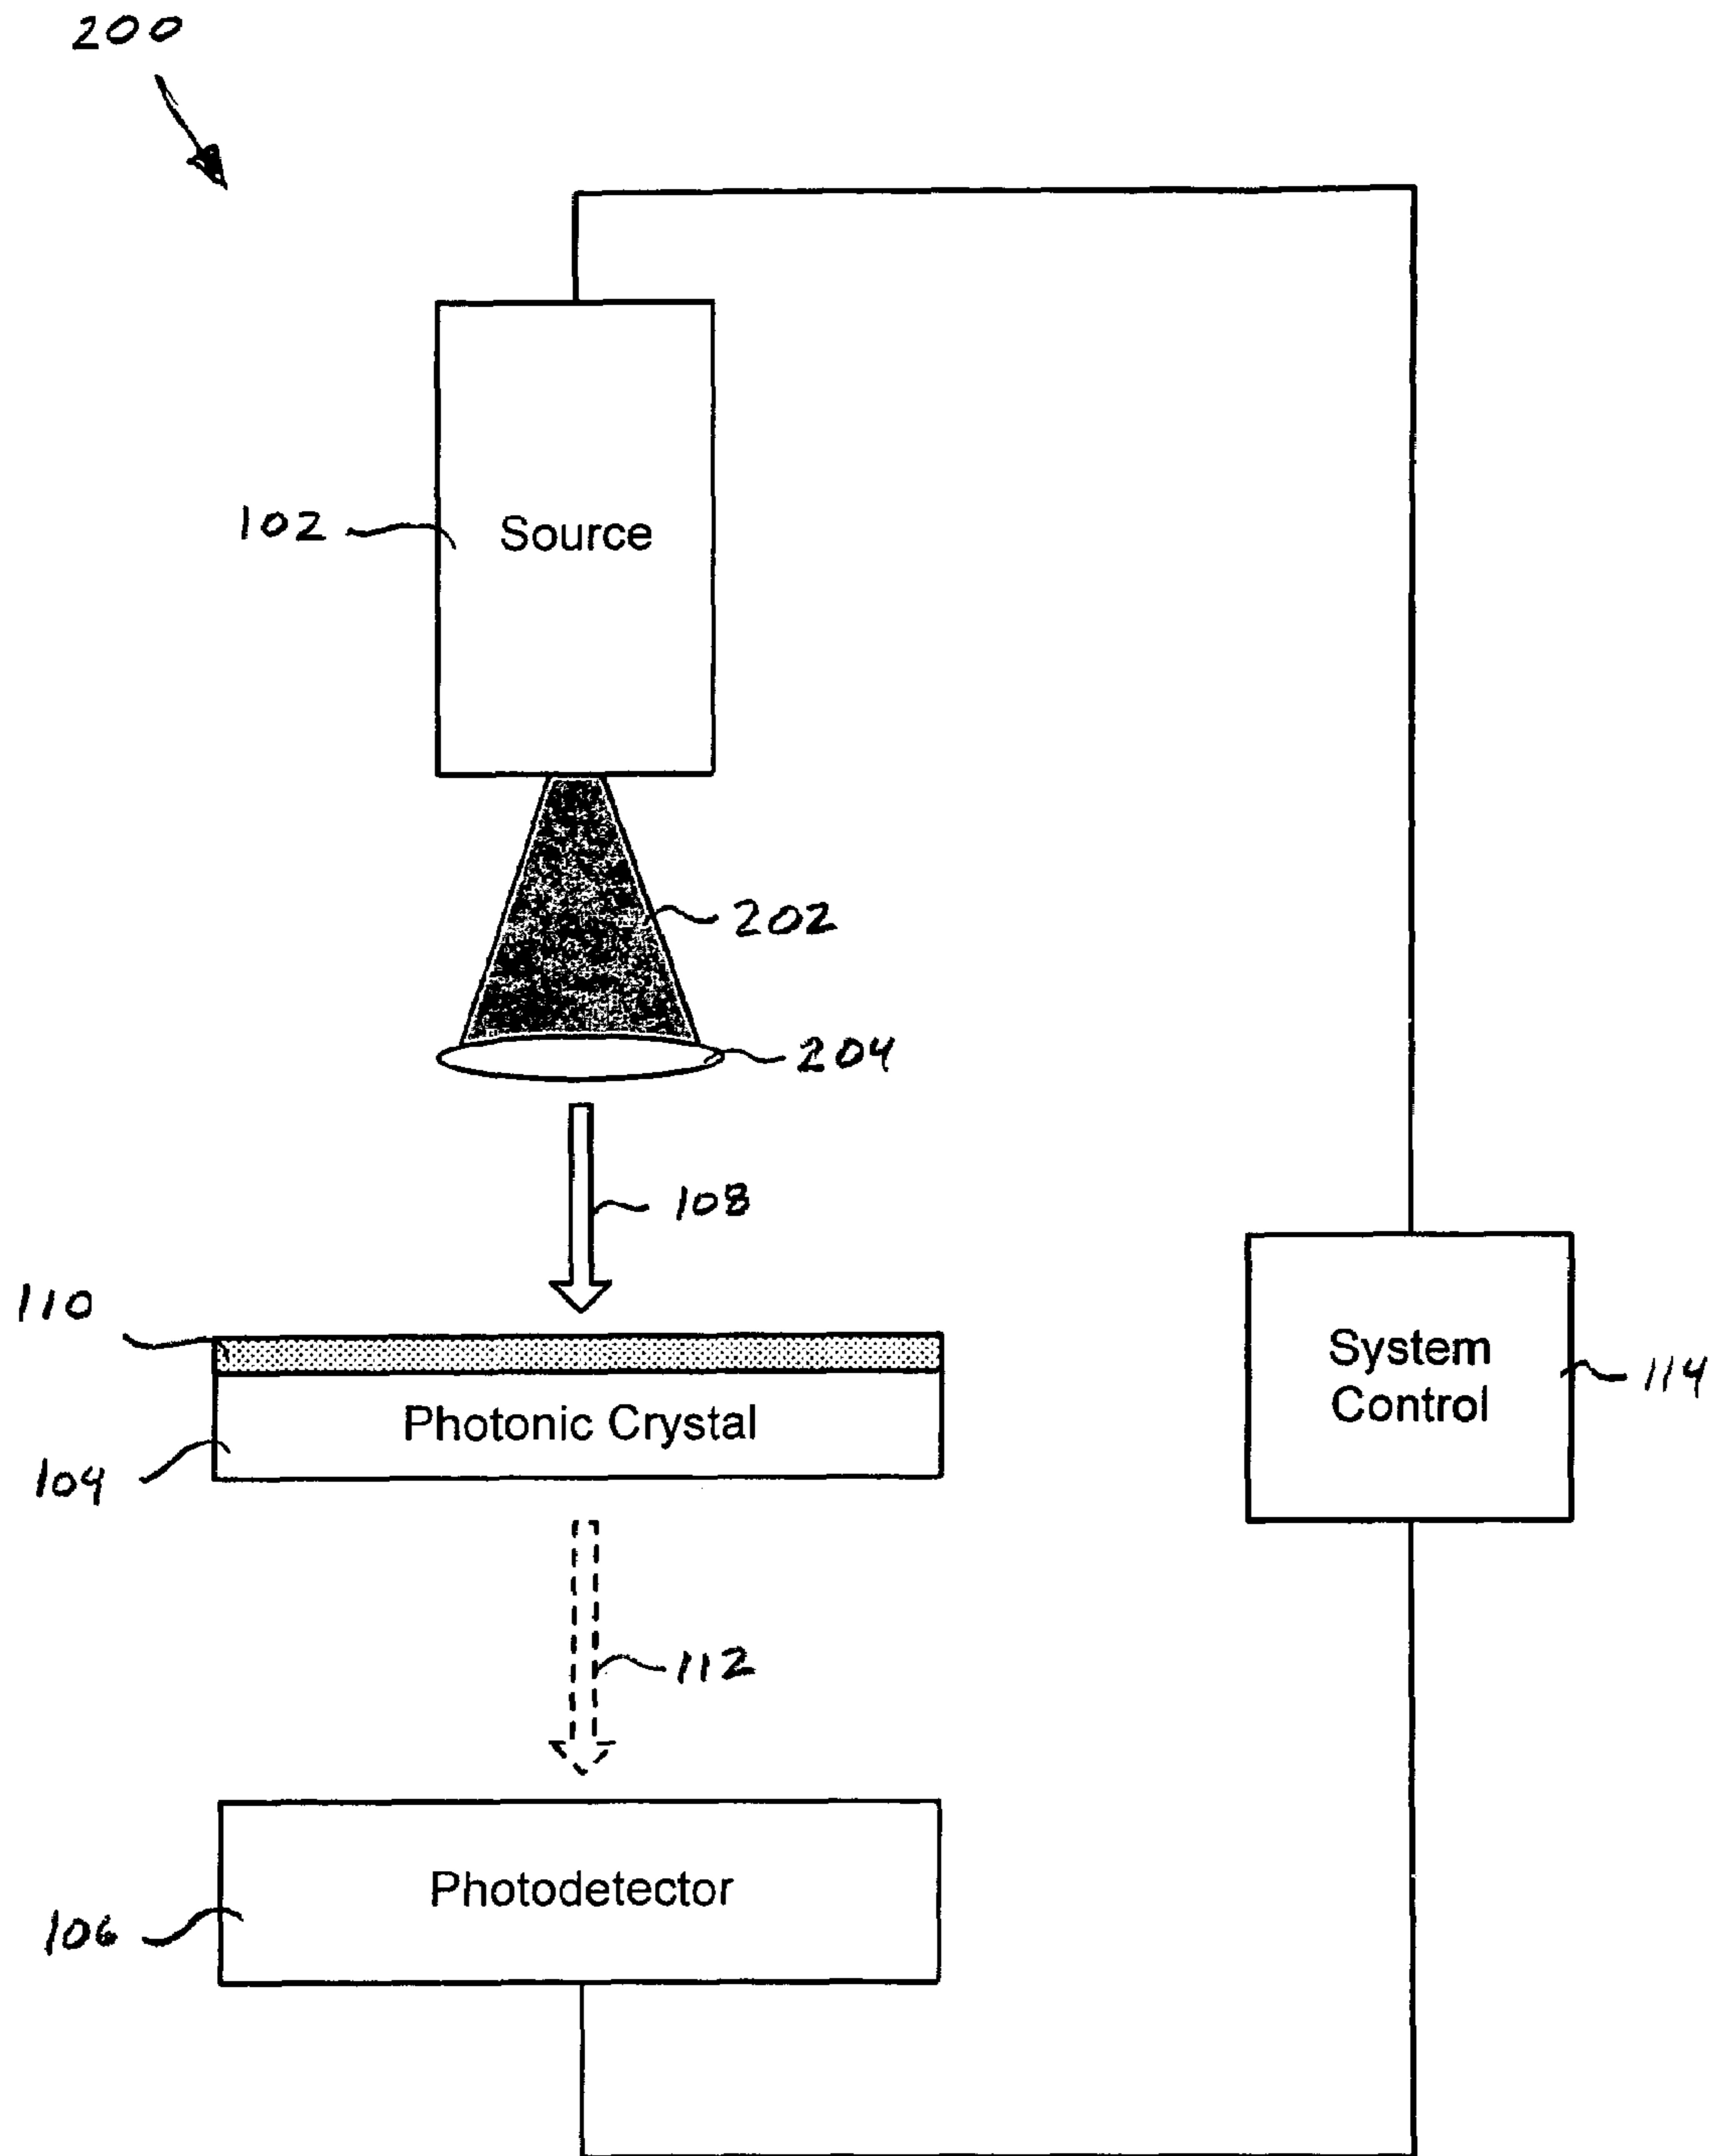 200
102
Source
202
204
108
110
Photonic Crystal
104
System
Control
114
112
Photodetector
106